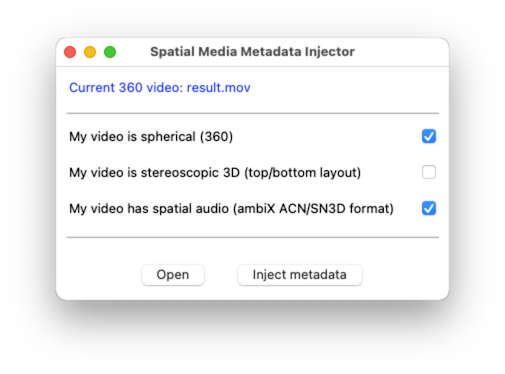 Spatial Media Metadata Injector
Current 360 video: result.mov
My video is spherical (360)
My video is stereoscopic 3D (top/bottom layout)
My video has spatial audio (ambiX ACN/SN3D format)
Open
Inject metadata